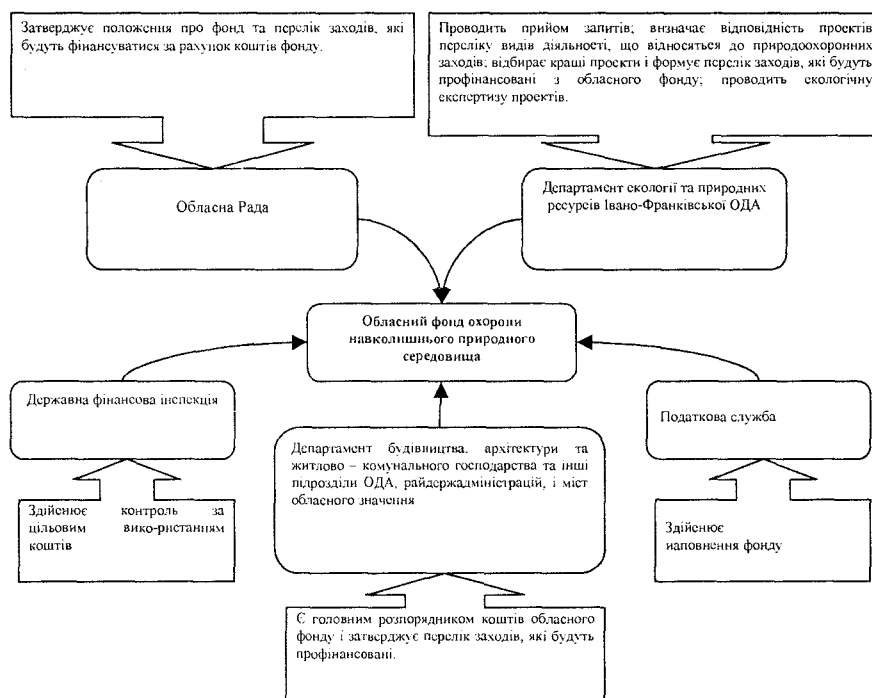 Затверджує положення про фонд та перелік заходів, які
будуть фінансуватися за рахунок коштів фонду.
Проводить прийом запитів; визначає відповідність проектів
переліку видів діяльності, що відносяться до природоохоронних
заходів; відбирає кращі проекти і формує перелік заходів, які будуть
профінансовані з обласного фонду; проводить екологічну
експертизу проектів.
Обласна Рада
Департамент екології та природних
ресурсів Івано-Франківської ОДА
Обласний фонд охорони
навколишнього природного
середовища
Державна фінансова інспекція
Податкова служба
Департамент будівництва, архітектури та
житлово – комунального господарства та інші
підрозділи ОДА, райдержадміністрацій, і міст
обласного значення
Здійснює контроль за
цільовим вико-ристанням
коштів
Здійснює
наповнення фонду
Є головним розпорядником коштів обласного
фонду і затверджує перелік заходів, які будуть
профінансовані.